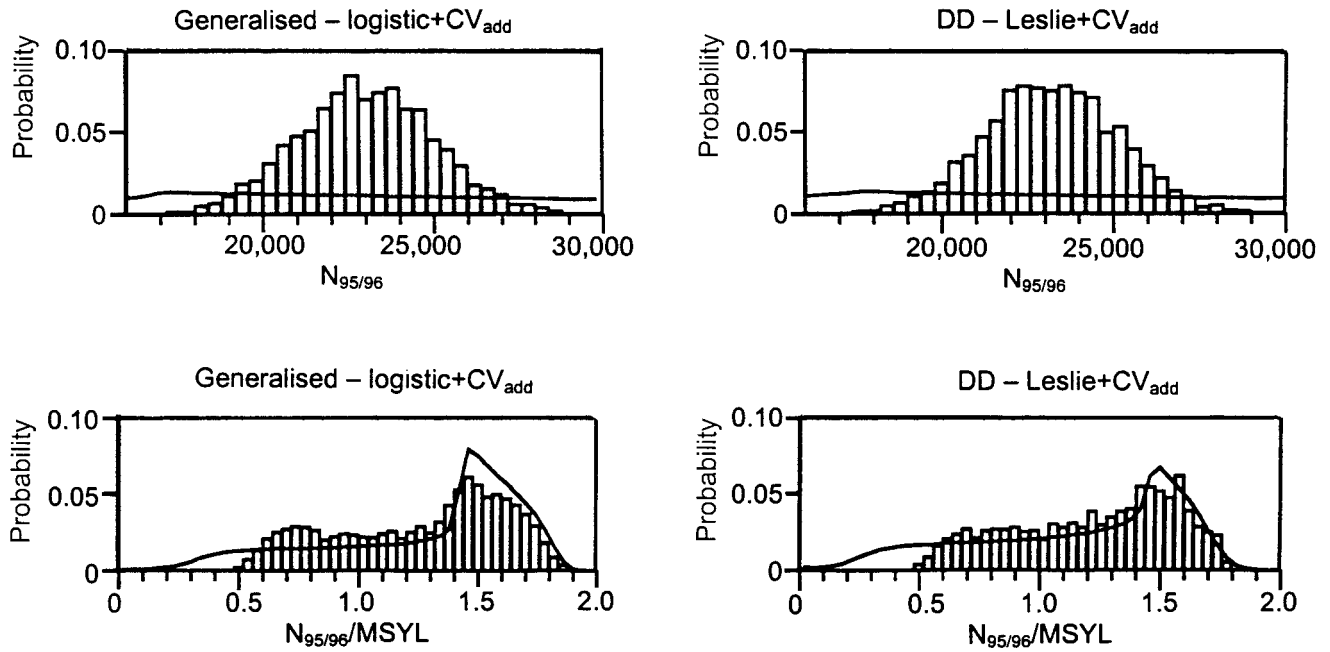 Generalised – logistic+CVadd
Probability
0.10
0.05
0
20,000 25,000 30,000
N95/96
DD – Leslie+CVadd
Probability
0.10
0.05
0
20,000 25,000 30,000
N95/96
Generalised – logistic+CVadd
Probability
0.10
0.05
0
0 0.5 1.0 1.5 2.0
N95/96/MSYL
DD – Leslie+CVadd
Probability
0.10
0.05
0
0 0.5 1.0 1.5 2.0
N95/96/MSYL